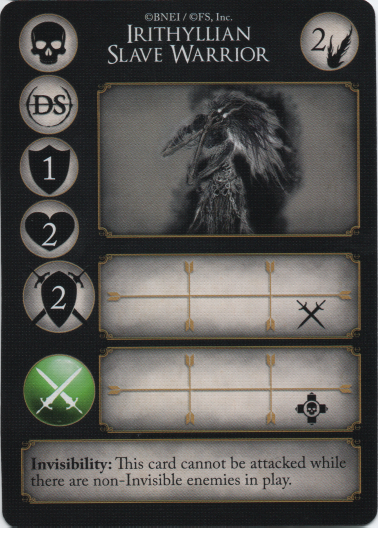 ©BNEI / ©FS, Inc.
Irithyllian
Slave Warrior
2
DS
1
2
2
Invisibility: This card cannot be attacked while
there are non-Invisible enemies in play.